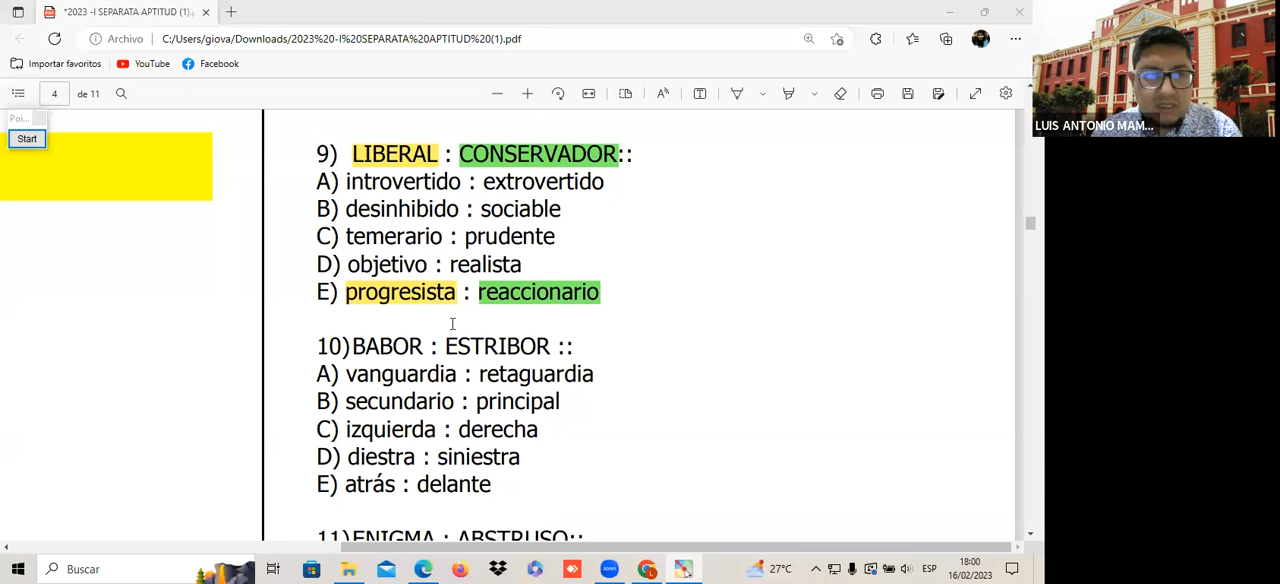 *2023 -I SEPARATA APTITUD (1).
Archivo
C:/Users/giova/Downloads/2023%20-I%20SEPARATA%20APTITUD%20(1).pdf
Importar favoritos
YouTube
Facebook
4
de 11
Poi...
Start
LUIS ANTONIO MAM...
9) LIBERAL : CONSERVADOR::
A) introvertido : extrovertido
B) desinhibido : sociable
C) temerario : prudente
D) objetivo : realista
E) progresista : reaccionario
10)BABOR : ESTRIBOR ::
A) vanguardia : retaguardia
B) secundario : principal
C) izquierda : derecha
D) diestra : siniestra
E) atrás : delante
11)ENIGMA : ABSTRUSO::
Buscar
zoom
27°C
ESP
18:00
16/02/2023